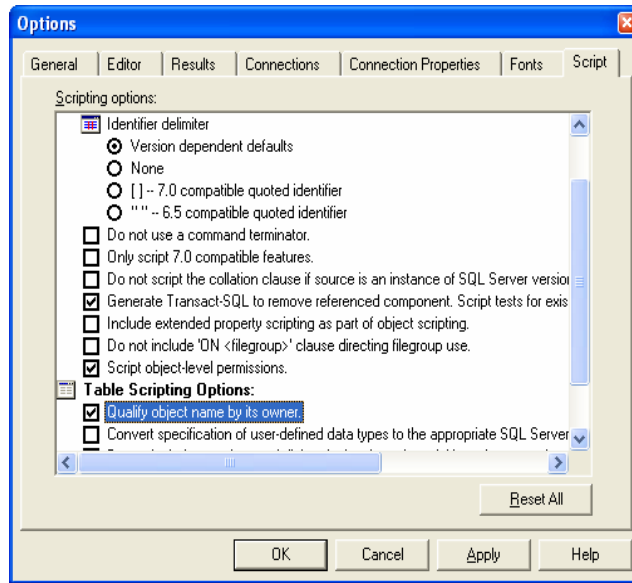 Options
General Editor Results Connections Connection Properties Fonts Script
Scripting options:
Identifier delimiter
Version dependent defaults
None
[ ] -- 7.0 compatible quoted identifier
" " -- 6.5 compatible quoted identifier
Do not use a command terminator.
Only script 7.0 compatible features.
Do not script the collation clause if source is an instance of SQL Server versio
Generate Transact-SQL to remove referenced component. Script tests for exis
Include extended property scripting as part of object scripting.
Do not include 'ON <filegroup>' clause directing filegroup use.
Script object-level permissions.
Table Scripting Options:
Qualify object name by its owner.
Convert specification of user-defined data types to the appropriate SQL Server
Reset All
OK Cancel Apply Help